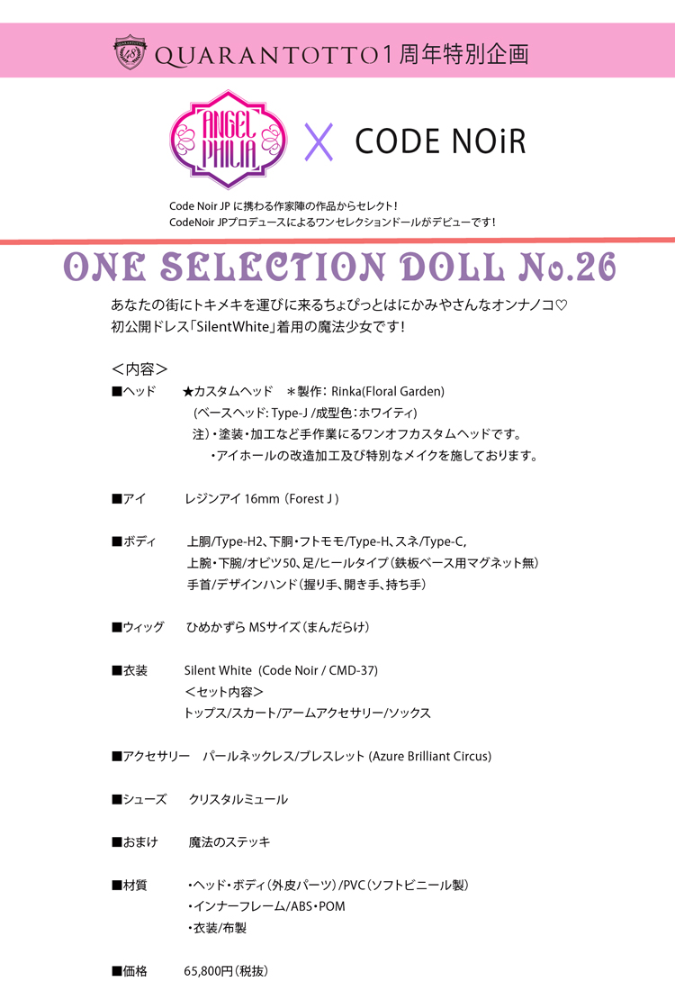 QUARANTOTTO
48
QUARANTOTTO1周年特別企画
ANGEL
PHILIA
X CODE NOiR
Code Noir JP に携わる作家陣の作品からセレクト!
CodeNoir JPプロデュースによるワンセレクションドールがデビューです!
ONE SELECTION DOLL No.26
あなたの街にトキメキを運びに来るちょぴっとはにかみやさんなオンナノコ♡
初公開ドレス「SilentWhite」着用の魔法少女です!
＜内容＞
■ヘッド ★カスタムヘッド ＊製作： Rinka(Floral Garden)
(ベースヘッド: Type-J /成型色：ホワイティ)
注）・塗装・加工など手作業にるワンオフカスタムヘッドです。
・アイホールの改造加工及び特別なメイクを施しております。
■アイ レジンアイ 16mm （Forest J )
■ボディ 上胴/Type-H2、下胴・フトモモ/Type-H、スネ/Type-C,
上腕・下腕/オビツ50、足/ヒールタイプ（鉄板ベース用マグネット無）
手首/デザインハンド（握り手、開き手、持ち手）
■ウィッグ ひめかずら MSサイズ（まんだらけ）
■衣装 Silent White (Code Noir / CMD-37)
＜セット内容＞
トップス/スカート/アームアクセサリー/ソックス
■アクセサリー パールネックレス/ブレスレット (Azure Brilliant Circus)
■シューズ クリスタルミュール
■おまけ 魔法のステッキ
■材質 ・ヘッド・ボディ（外皮パーツ）/PVC（ソフトビニール製）
・インナーフレーム/ABS・POM
・衣装/布製
■価格 65,800円（税抜）